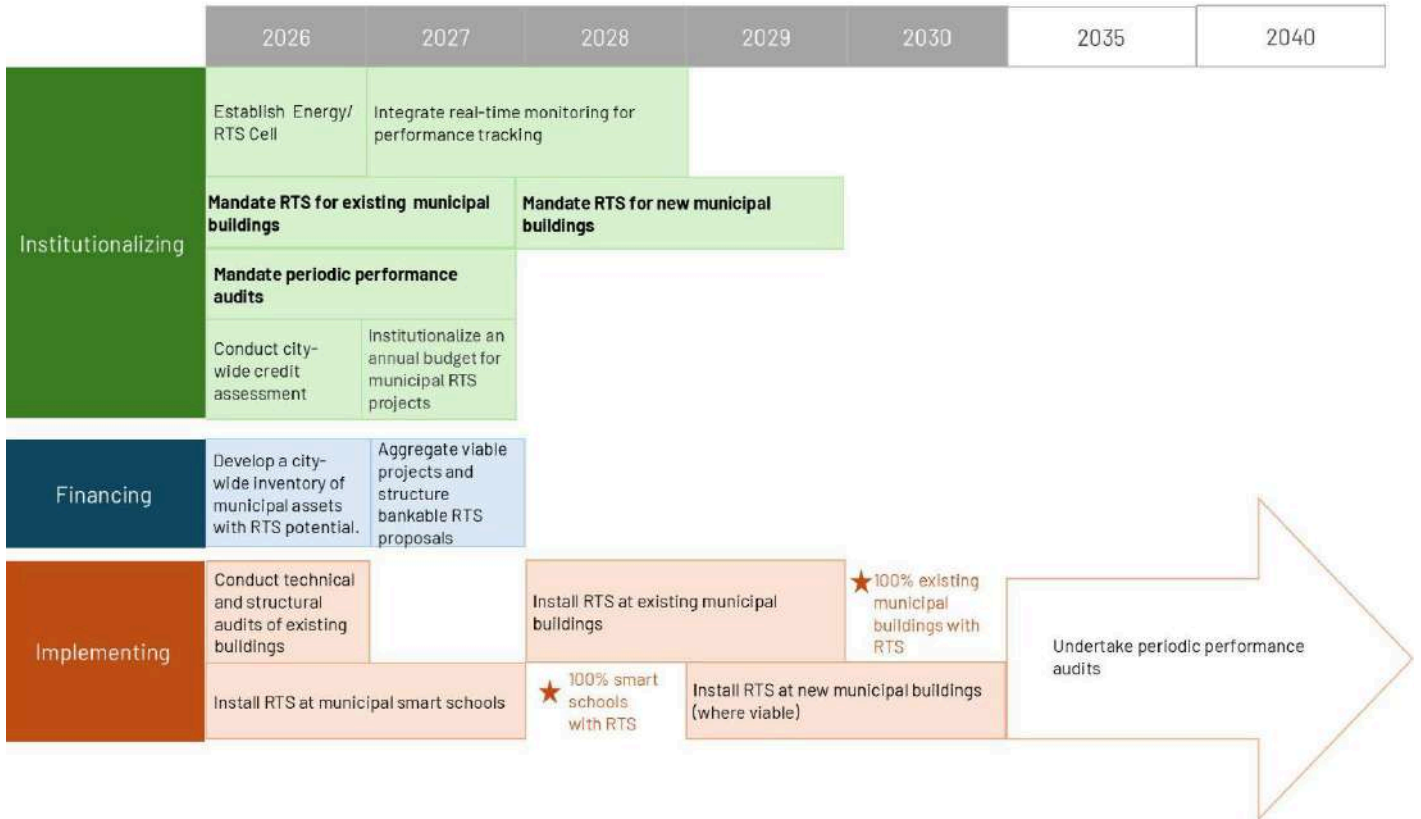 2026
2027
2028
2029
2030
2035
2040
Institutionalizing
Establish Energy/
RTS Cell
Integrate real-time monitoring for
performance tracking
Mandate RTS for existing municipal
buildings
Mandate RTS for new municipal
buildings
Mandate periodic performance
audits
Conduct city-
wide credit
assessment
Institutionalize an
annual budget for
municipal RTS
projects
Financing
Develop a city-
wide inventory of
municipal assets
with RTS potential.
Aggregate viable
projects and
structure
bankable RTS
proposals
Implementing
Conduct technical
and structural
audits of existing
buildings
Install RTS at existing municipal
buildings
100% existing
municipal
buildings with
RTS
Install RTS at municipal smart schools
100% smart
schools
with RTS
Install RTS at new municipal buildings
(where viable)
Undertake periodic performance
audits